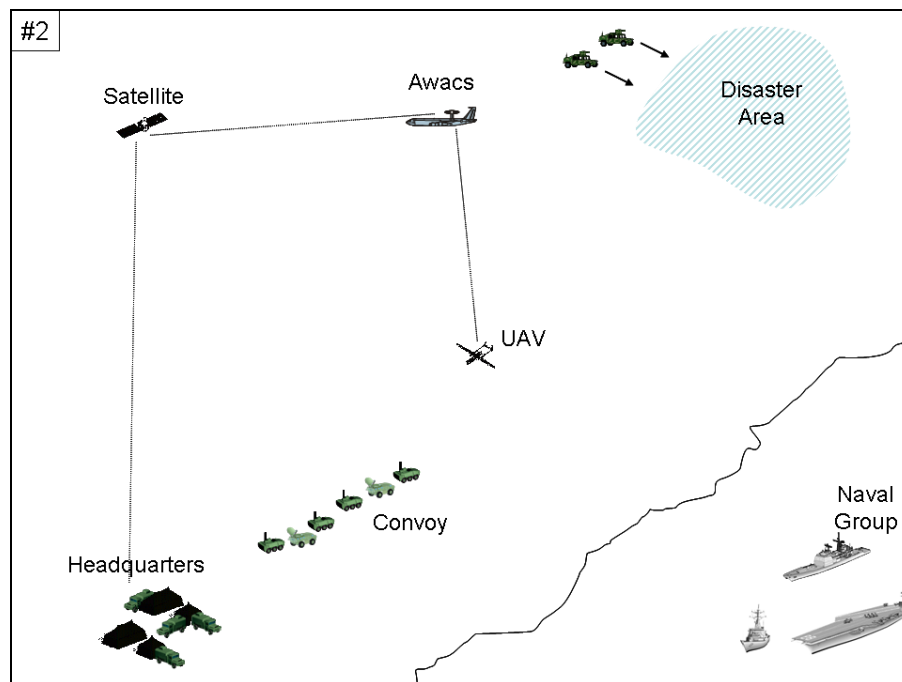 #2
Satellite
Awacs
Disaster
Area
UAV
Convoy
Naval
Group
Headquarters